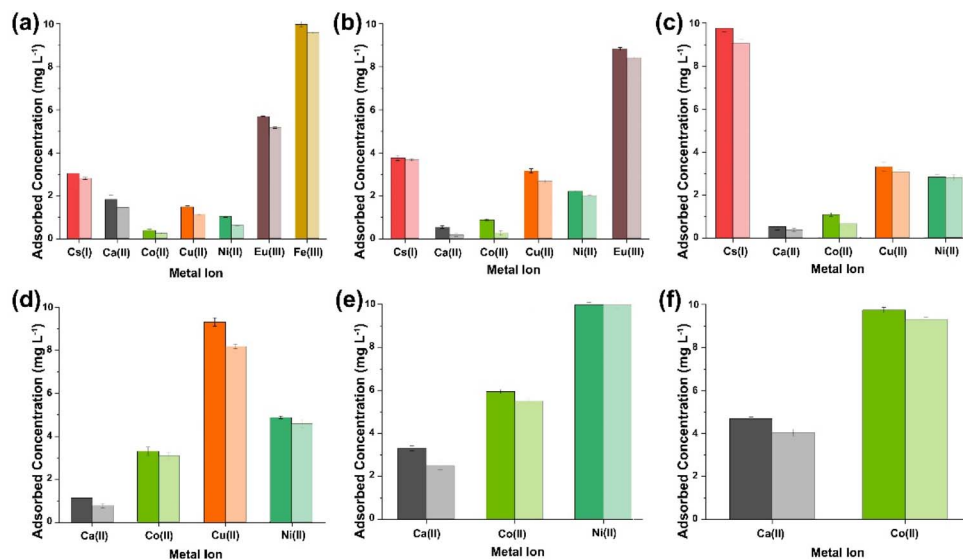 (a)
Adsorbed Concentration (mg L⁻¹)
10
8
6
4
2
0
Cs(I) Ca(II) Co(II) Cu(II) Ni(II) Eu(III) Fe(III)
Metal Ion
(b)
Adsorbed Concentration (mg L⁻¹)
10
8
6
4
2
0
Cs(I) Ca(II) Co(II) Cu(II) Ni(II) Eu(III)
Metal Ion
(c)
Adsorbed Concentration (mg L⁻¹)
10
8
6
4
2
0
Cs(I) Ca(II) Co(II) Cu(II) Ni(II)
Metal Ion
(d)
Adsorbed Concentration (mg L⁻¹)
10
8
6
4
2
0
Ca(II) Co(II) Cu(II) Ni(II)
Metal Ion
(e)
Adsorbed Concentration (mg L⁻¹)
10
8
6
4
2
0
Ca(II) Co(II) Ni(II)
Metal Ion
(f)
Adsorbed Concentration (mg L⁻¹)
10
8
6
4
2
0
Ca(II) Co(II)
Metal Ion